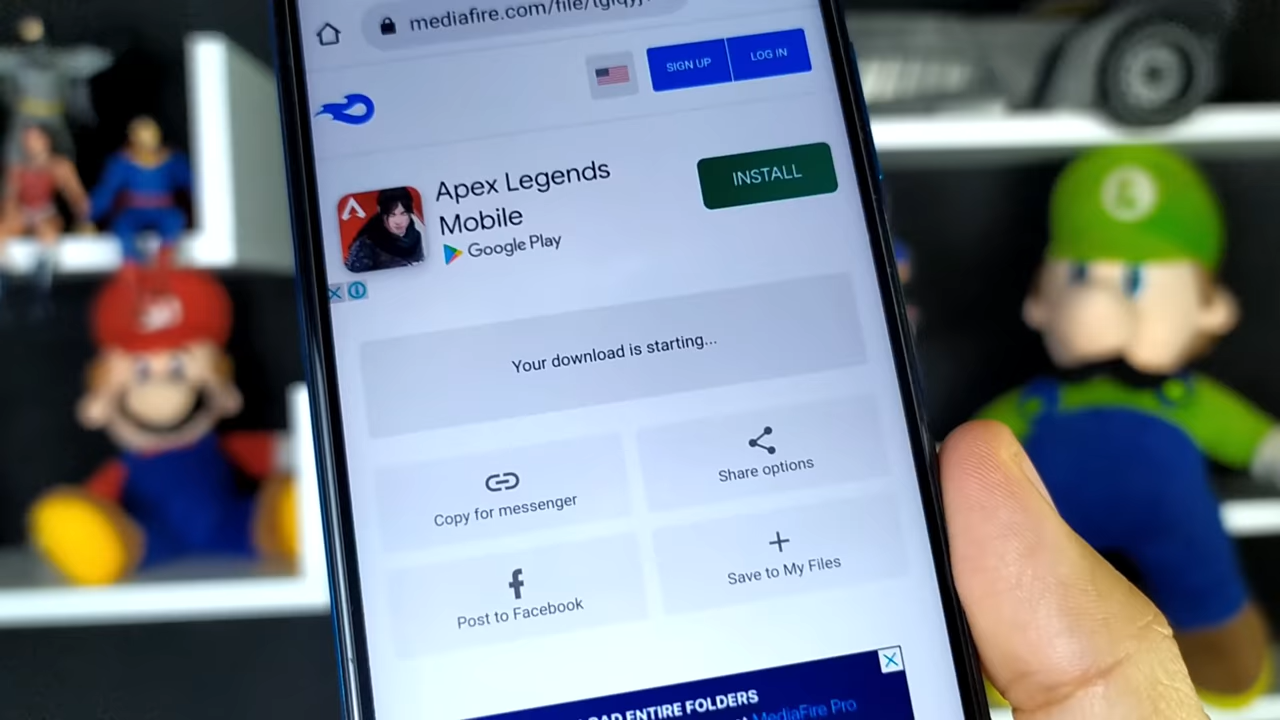 mediafire.com/file/
SIGN UP
LOG IN
Apex Legends
Mobile
Google Play
INSTALL
Your download is starting...
Copy for messenger
Share options
Post to Facebook
Save to My Files
ENTIRE FOLDERS
MediaFire Pro